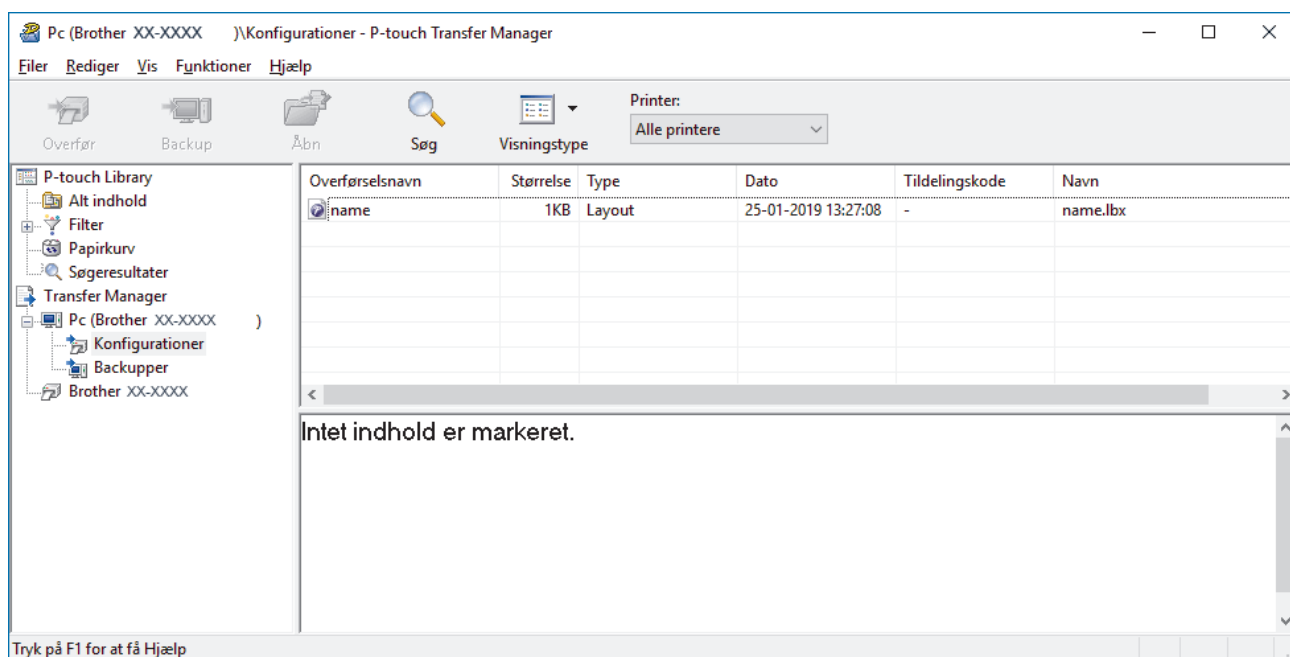 Pc (Brother XX-XXXX )\Konfigurationer - P-touch Transfer Manager
Filer Rediger Vis Funktioner Hjælp
Printer:
Alle printere
Overfør Backup Åbn Søg Visningstype
P-touch Library
Alt indhold
Filter
Papirkurv
Søgeresultater
Transfer Manager
Pc (Brother XX-XXXX )
Konfigurationer
Backupper
Brother XX-XXXX
Overførselsnavn Størrelse Type Dato Tildelingskode Navn
name 1KB Layout 25-01-2019 13:27:08 - name.lbx
Intet indhold er markeret.
Tryk på F1 for at få Hjælp